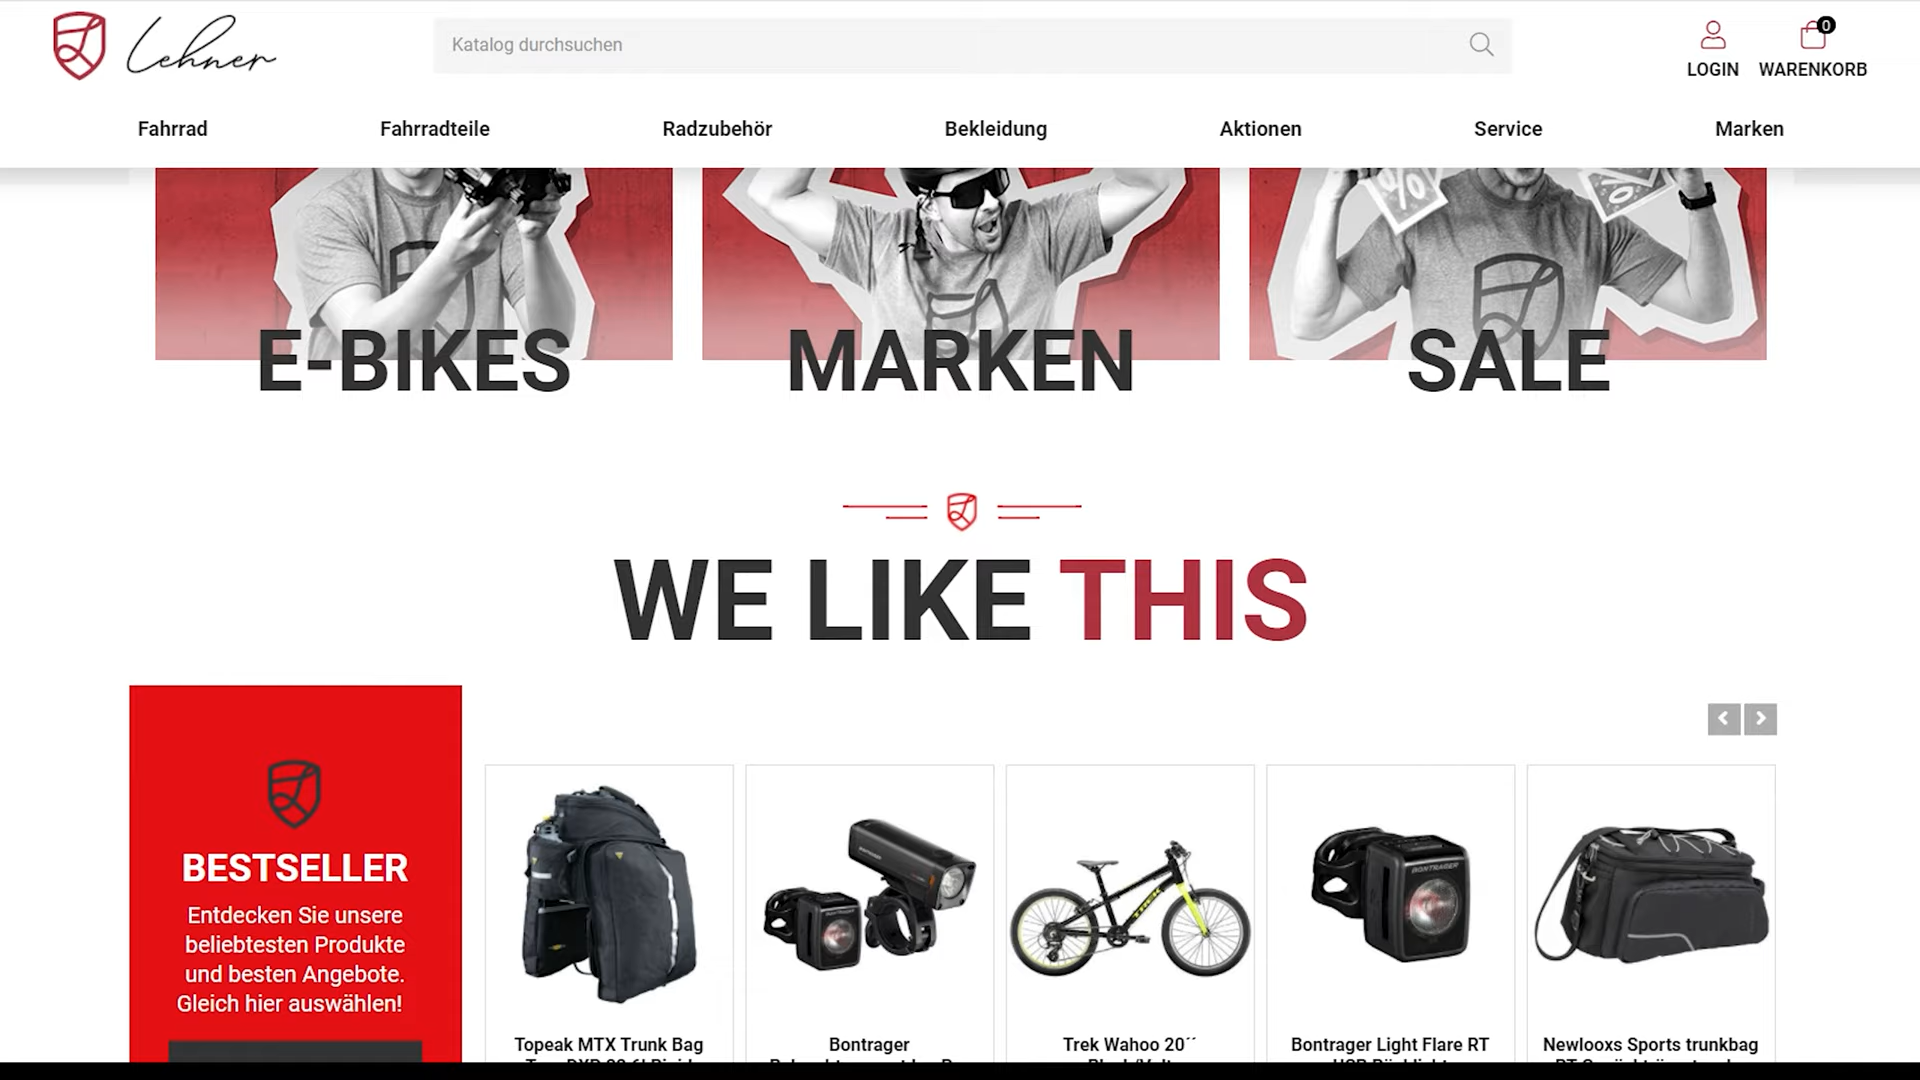 Lehner
Katalog durchsuchen
0
LOGIN
WARENKORB
Fahrrad
Fahrradteile
Radzubehör
Bekleidung
Aktionen
Service
Marken
E-BIKES
MARKEN
SALE
WE LIKE THIS
BESTSELLER
Entdecken Sie unsere
beliebtesten Produkte
und besten Angebote.
Gleich hier auswählen!
BONTRAGER
TREK
Topeak MTX Trunk Bag
Bontrager
Trek Wahoo 20´´
Bontrager Light Flare RT
Newlooxs Sports trunkbag